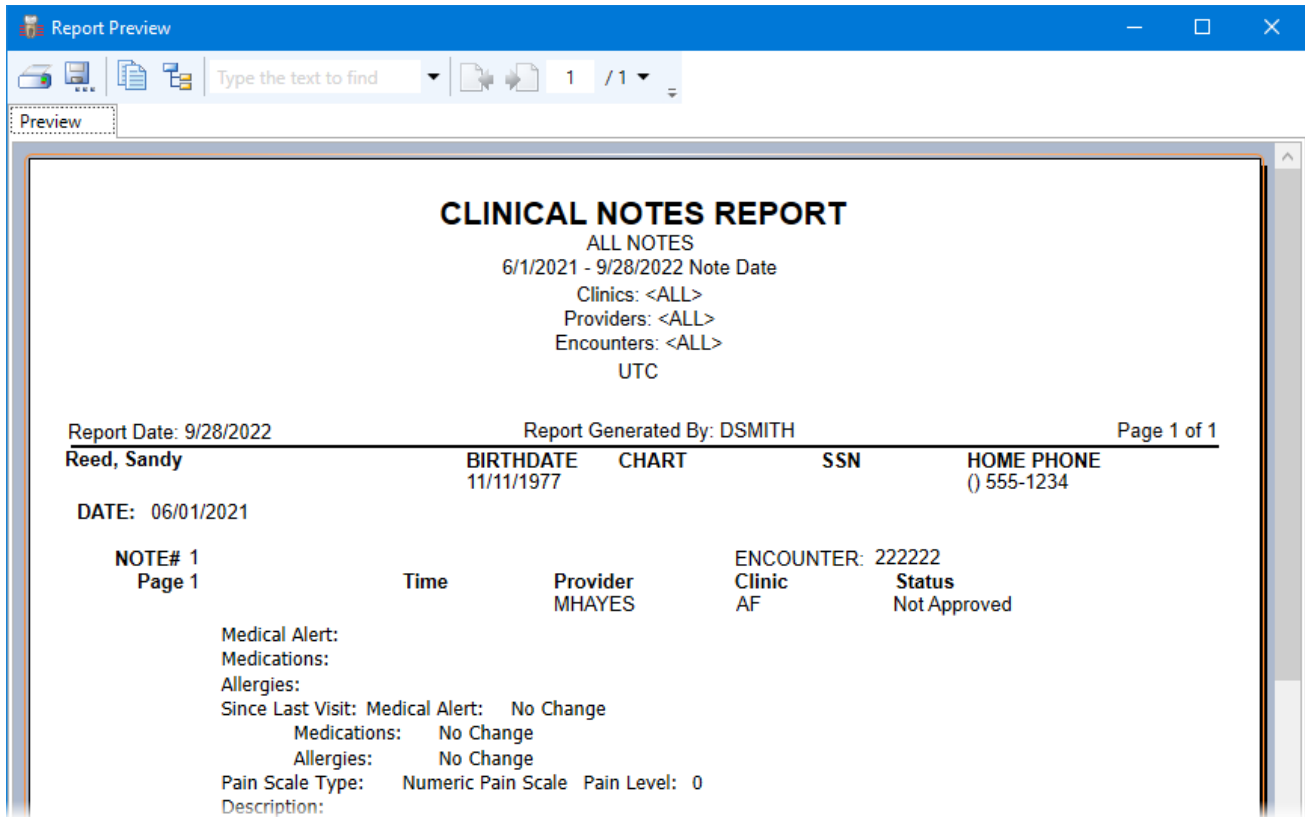 Report Preview
Type the text to find 1 / 1
Preview
CLINICAL NOTES REPORT
ALL NOTES
6/1/2021 - 9/28/2022 Note Date
Clinics: <ALL>
Providers: <ALL>
Encounters: <ALL>
UTC
Report Date: 9/28/2022 Report Generated By: DSMITH Page 1 of 1
Reed, Sandy BIRTHDATE CHART SSN HOME PHONE
11/11/1977 () 555-1234
DATE: 06/01/2021
NOTE# 1 ENCOUNTER: 222222
Page 1 Time Provider Clinic Status
MHAYES AF Not Approved
Medical Alert:
Medications:
Allergies:
Since Last Visit: Medical Alert: No Change
Medications: No Change
Allergies: No Change
Pain Scale Type: Numeric Pain Scale Pain Level: 0
Description: